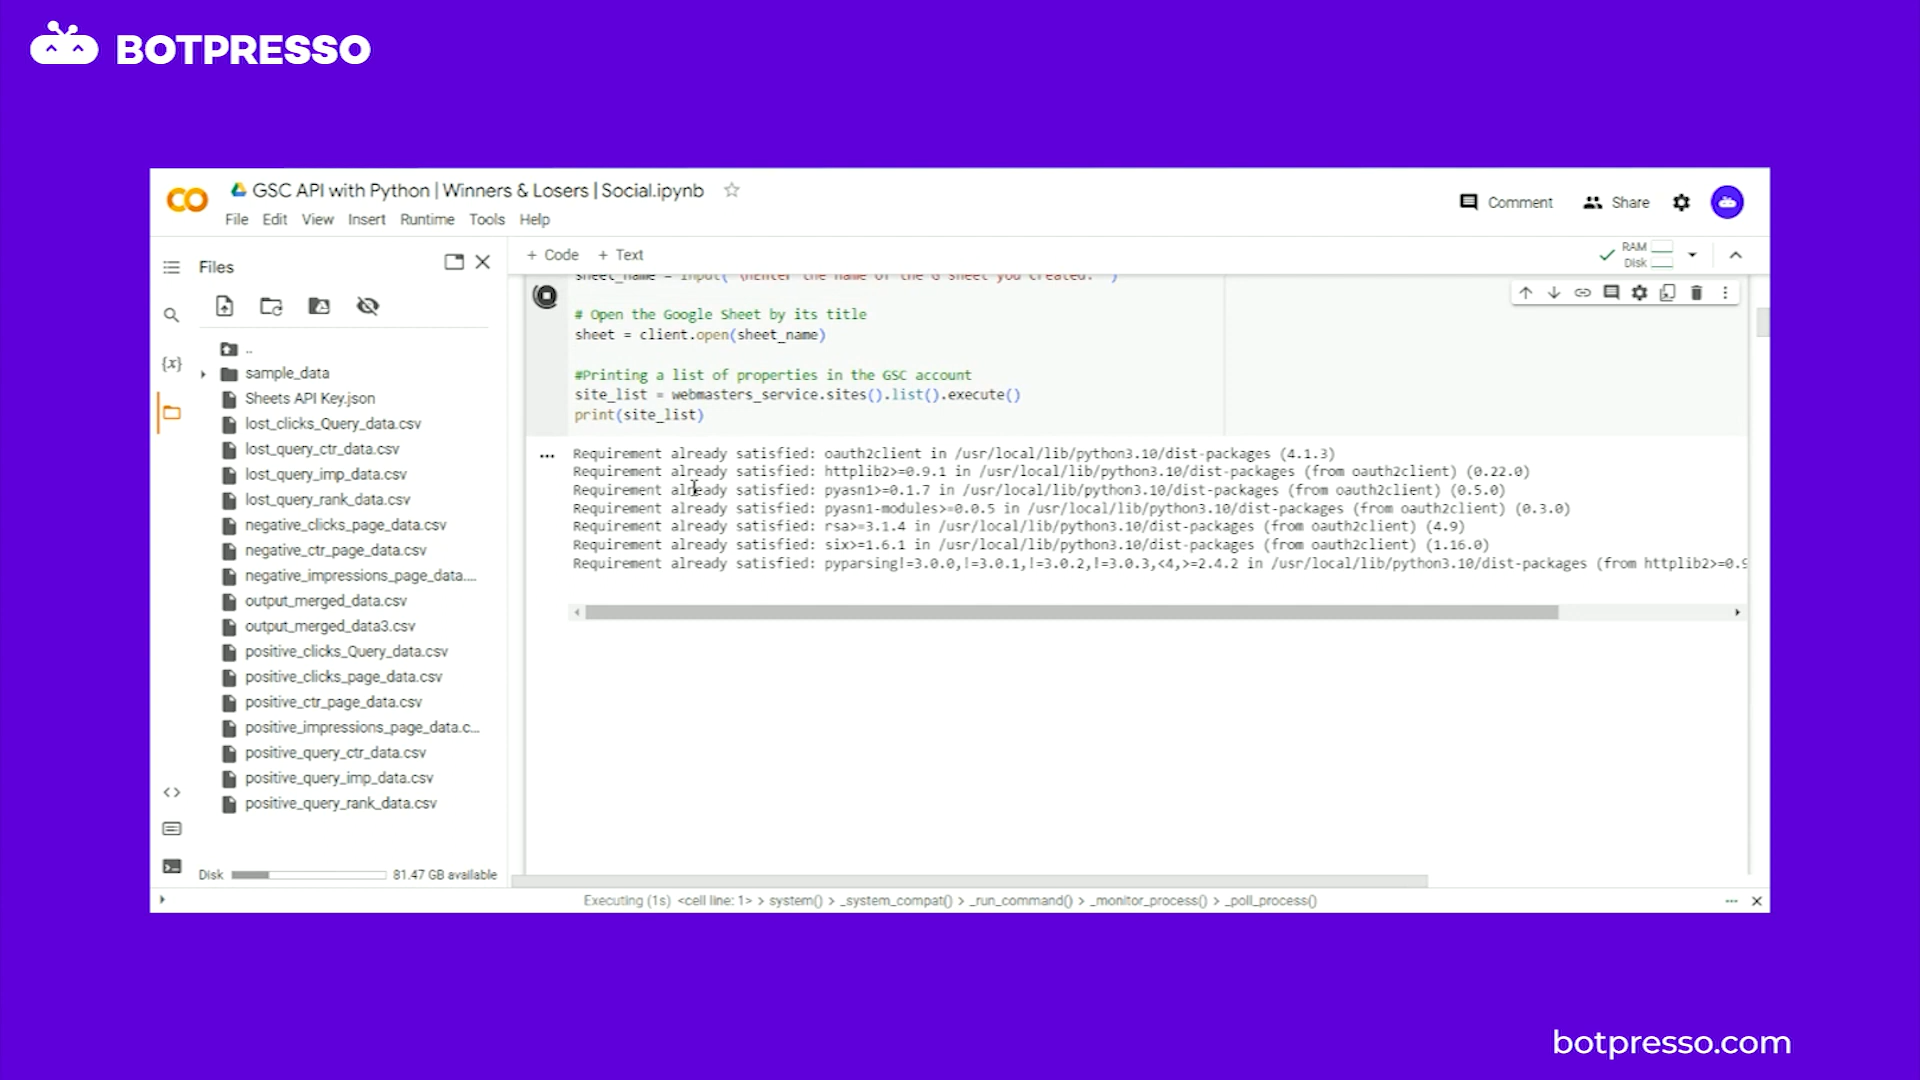 BOTPRESSO
GSC API with Python | Winners & Losers | Social.ipynb
File Edit View Insert Runtime Tools Help
Comment
Share
Files
+ Code + Text
RAM
Disk
..
sample_data
Sheets API Key.json
lost_clicks_Query_data.csv
lost_query_ctr_data.csv
lost_query_imp_data.csv
lost_query_rank_data.csv
negative_clicks_page_data.csv
negative_ctr_page_data.csv
negative_impressions_page_data....
output_merged_data.csv
output_merged_data3.csv
positive_clicks_Query_data.csv
positive_clicks_page_data.csv
positive_ctr_page_data.csv
positive_impressions_page_data.c...
positive_query_ctr_data.csv
positive_query_imp_data.csv
positive_query_rank_data.csv
Disk 81.47 GB available
sheet_name = input("\nEnter the name of the G sheet you created: ")
# Open the Google Sheet by its title
sheet = client.open(sheet_name)
#Printing a list of properties in the GSC account
site_list = webmasters_service.sites().list().execute()
print(site_list)
Requirement already satisfied: oauth2client in /usr/local/lib/python3.10/dist-packages (4.1.3)
Requirement already satisfied: httplib2>=0.9.1 in /usr/local/lib/python3.10/dist-packages (from oauth2client) (0.22.0)
Requirement already satisfied: pyasn1>=0.1.7 in /usr/local/lib/python3.10/dist-packages (from oauth2client) (0.5.0)
Requirement already satisfied: pyasn1-modules>=0.0.5 in /usr/local/lib/python3.10/dist-packages (from oauth2client) (0.3.0)
Requirement already satisfied: rsa>=3.1.4 in /usr/local/lib/python3.10/dist-packages (from oauth2client) (4.9)
Requirement already satisfied: six>=1.6.1 in /usr/local/lib/python3.10/dist-packages (from oauth2client) (1.16.0)
Requirement already satisfied: pyparsing!=3.0.0,!=3.0.1,!=3.0.2,!=3.0.3,<4,>=2.4.2 in /usr/local/lib/python3.10/dist-packages (from httplib2>=0.9
Executing (1s) <cell line: 1> > system() > _system_compat() > _run_command() > _monitor_process() > _poll_process()
botpresso.com